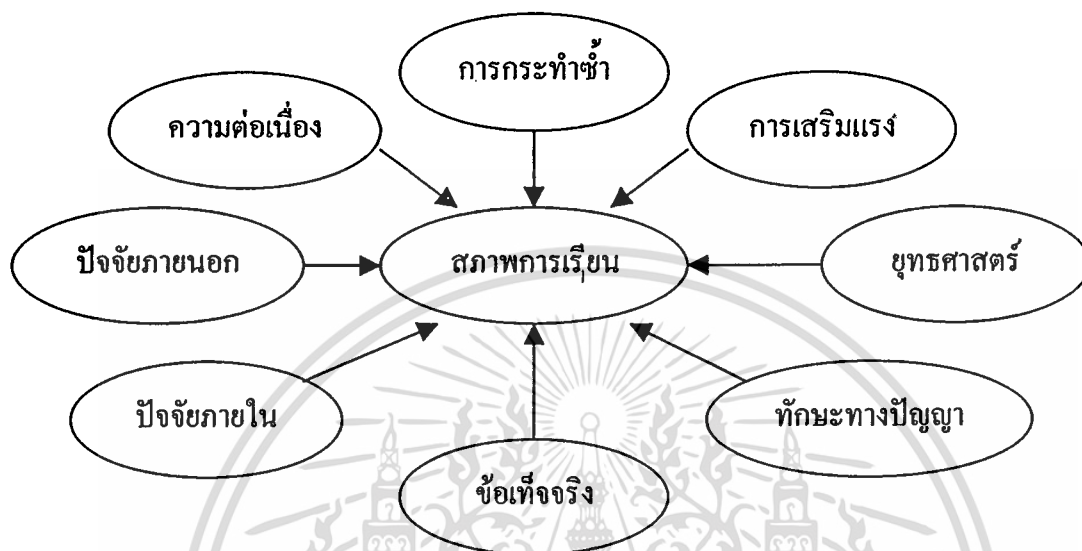 การกระทำซ้ำ
ความต่อเนื่อง
การเสริมแรง
ปัจจัยภายนอก
สภาพการเรียน
ยุทธศาสตร์
ปัจจัยภายใน
ทักษะทางปัญญา
ข้อเท็จจริง